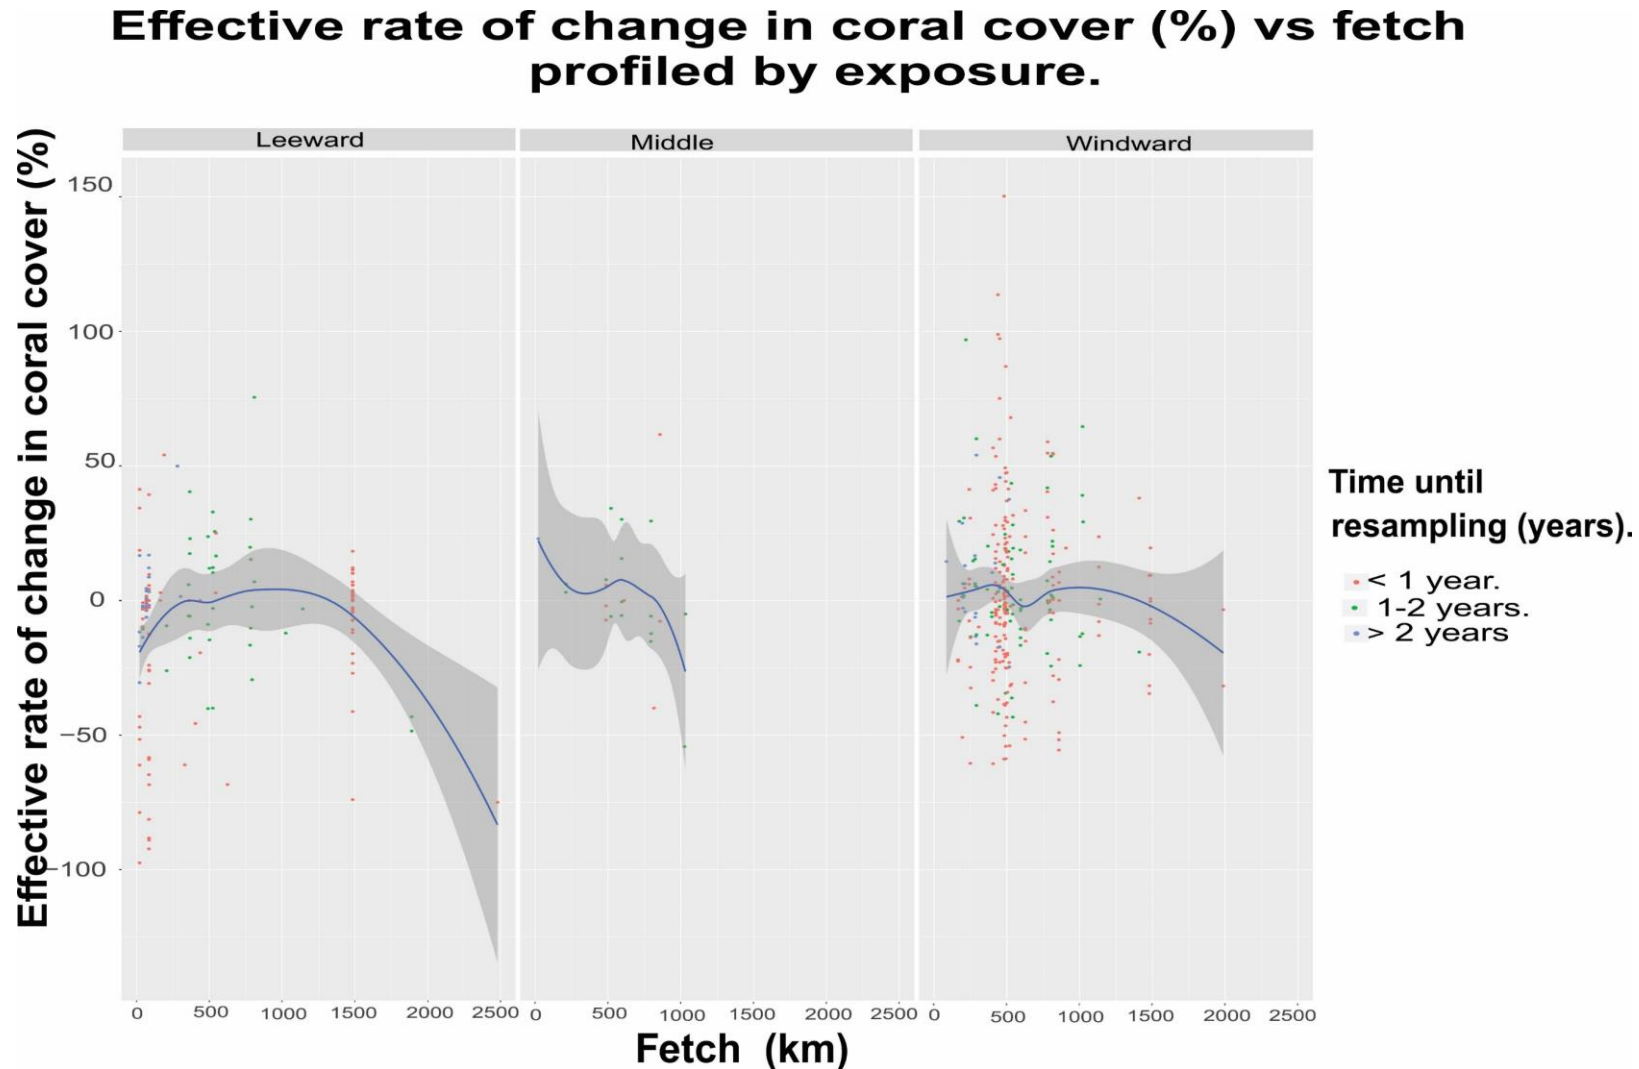 Effective rate of change in coral cover (%) vs fetch
profiled by exposure.
Leeward
Middle
Windward
Effective rate of change in coral cover (%)
150
100
50
0
−50
−100
0 500 1000 1500 2000 2500
0 500 1000 1500 2000 2500
0 500 1000 1500 2000 2500
Fetch (km)
Time until
resampling (years).
< 1 year.
1-2 years.
> 2 years